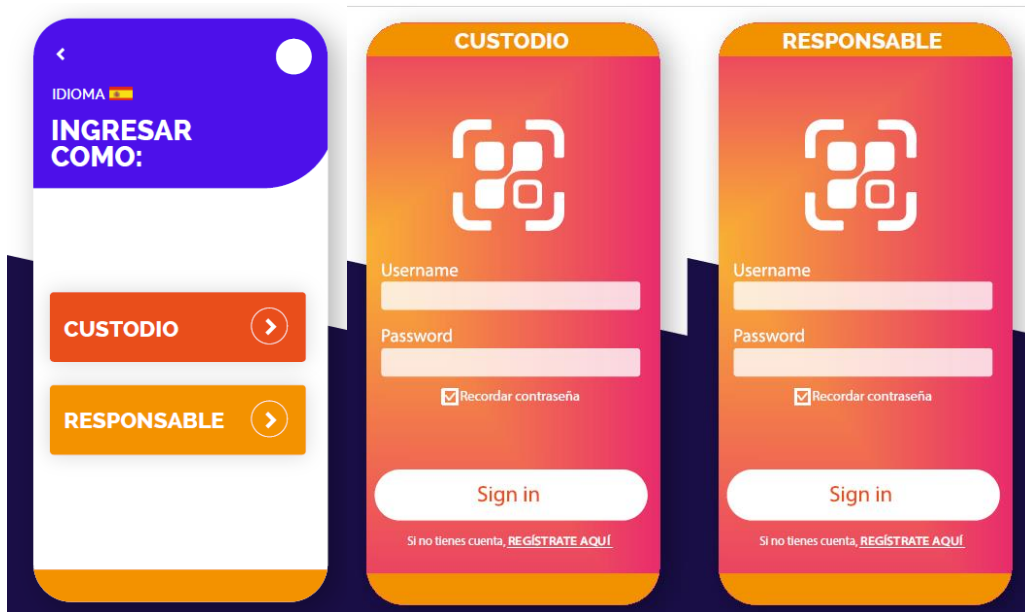 IDIOMA
INGRESAR
COMO:
CUSTODIO
RESPONSABLE
CUSTODIO
Username
Password
Recordar contraseña
Sign in
Si no tienes cuenta, REGÍSTRATE AQUÍ
RESPONSABLE
Username
Password
Recordar contraseña
Sign in
Si no tienes cuenta, REGÍSTRATE AQUÍ